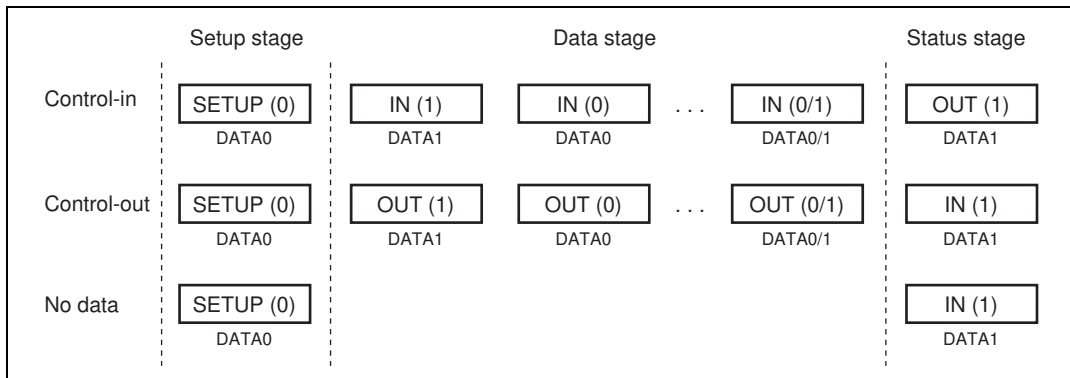 Setup stage Data stage Status stage
Control-in SETUP (0) IN (1) IN (0) . . . IN (0/1) OUT (1)
DATA0 DATA1 DATA0 DATA0/1 DATA1
Control-out SETUP (0) OUT (1) OUT (0) . . . OUT (0/1) IN (1)
DATA0 DATA1 DATA0 DATA0/1 DATA1
No data SETUP (0) IN (1)
DATA0 DATA1